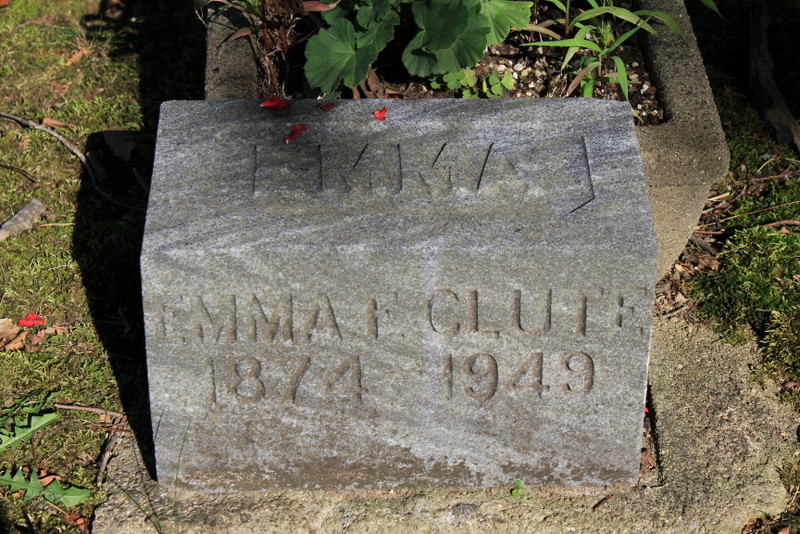 EMMA J
EMMA F. CLUTE
1874 - 1949